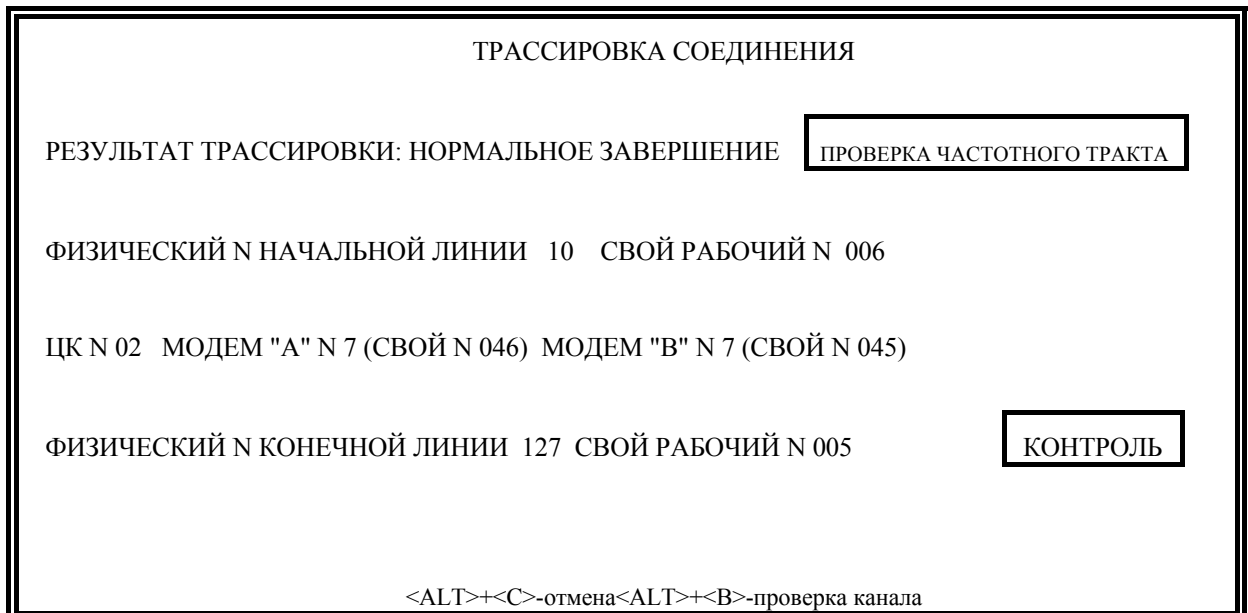 ТРАССИРОВКА СОЕДИНЕНИЯ
РЕЗУЛЬТАТ ТРАССИРОВКИ: НОРМАЛЬНОЕ ЗАВЕРШЕНИЕ ПРОВЕРКА ЧАСТОТНОГО ТРАКТА
ФИЗИЧЕСКИЙ N НАЧАЛЬНОЙ ЛИНИИ 10 СВОЙ РАБОЧИЙ N 006
ЦК N 02 МОДЕМ "А" N 7 (СВОЙ N 046) МОДЕМ "В" N 7 (СВОЙ N 045)
ФИЗИЧЕСКИЙ N КОНЕЧНОЙ ЛИНИИ 127 СВОЙ РАБОЧИЙ N 005 КОНТРОЛЬ
<ALT>+<C>-отмена<ALT>+<B>-проверка канала